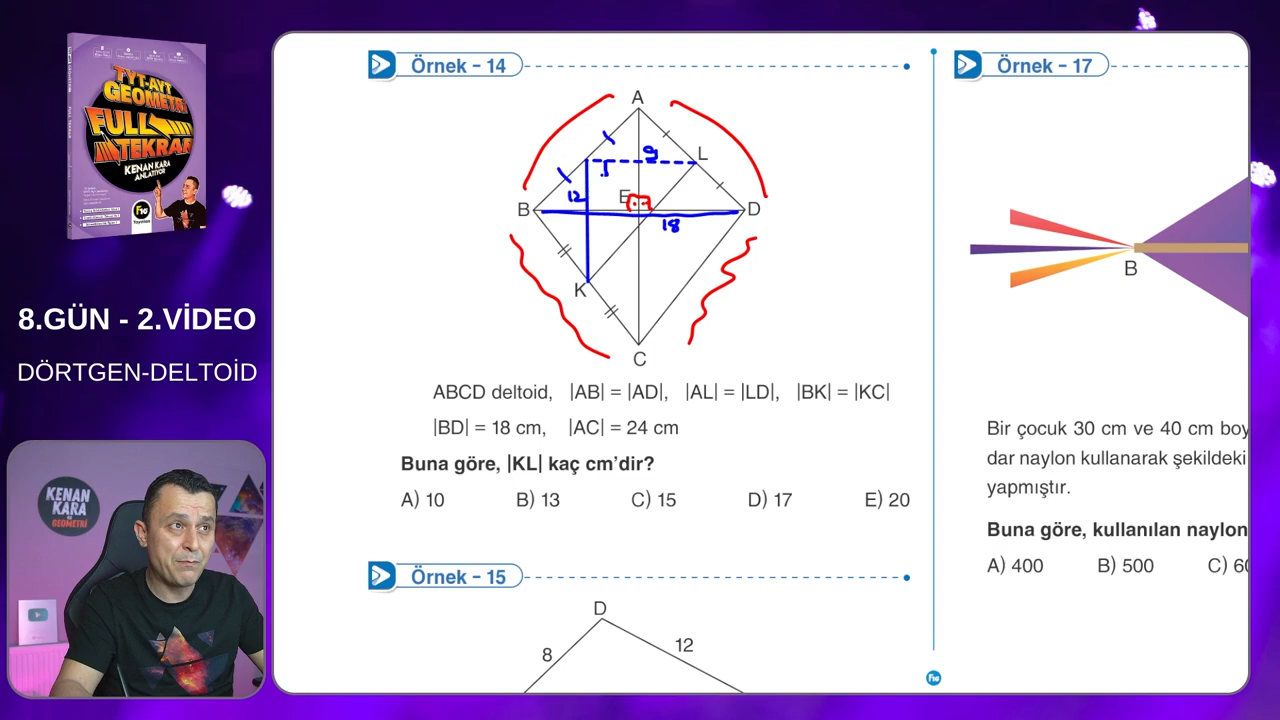 TYT-AYT
GEOMETRİ
FULL
TEKRAR
KENAN KARA
ANLATIYOR
F10
8.GÜN - 2.VİDEO
DÖRTGEN-DELTOİD
KENAN
KARA
GEOMETRİ
Örnek - 14
A
9
L
12
B
E
D
18
K
C
ABCD deltoid, |AB| = |AD|, |AL| = |LD|, |BK| = |KC|
|BD| = 18 cm, |AC| = 24 cm
Buna göre, |KL| kaç cm'dir?
A) 10 B) 13 C) 15 D) 17 E) 20
Örnek - 15
D
8
12
Örnek - 17
B
Bir çocuk 30 cm ve 40 cm boy
dar naylon kullanarak şekildeki
yapmıştır.
Buna göre, kullanılan naylon
A) 400 B) 500 C) 60
F10